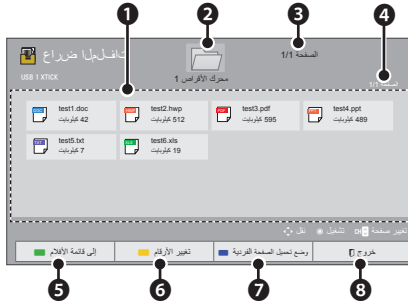 1 2 3 4
تافلملا ضراع
الصفحة 1/1
USB 1 XTICK
محرك الأقراص 1
الصفحة 1/1
test1.doc
42 كيلوبايت
test2.hwp
512 كيلوبايت
test3.pdf
595 كيلوبايت
test4.ppt
489 كيلوبايت
test5.txt
7 كيلوبايت
test6.xls
19 كيلوبايت
تغيير صفحة CH تشغيل نقل
إلى قائمة الأفلام
تغيير الأرقام
وضع تحميل الصفحة الفردية
خروج
5 6 7 8